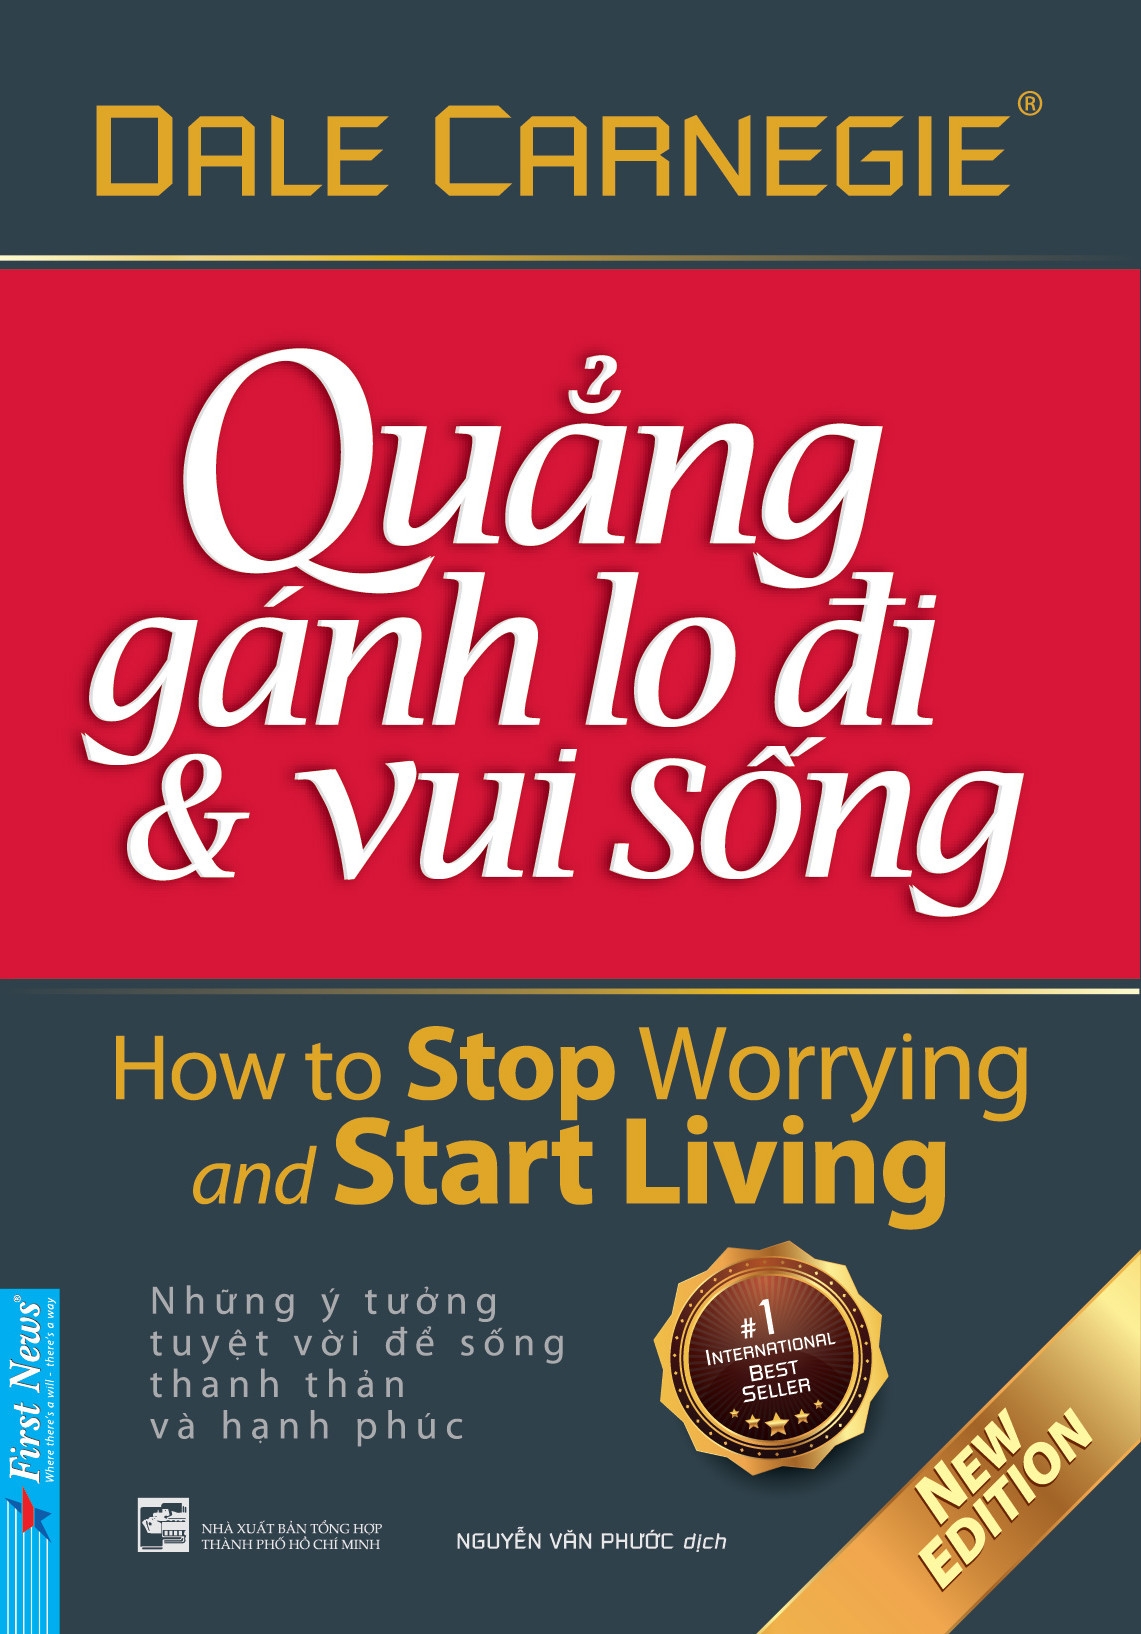 DALE CARNEGIE®
Quảng
gánh lo đi
& vui sống
How to Stop Worrying
and Start Living
Những ý tưởng
tuyệt vời để sống
thanh thản
và hạnh phúc
#1
INTERNATIONAL
BEST
SELLER
NEW
EDITION
First News®
Where there's a will - there's a way
NHÀ XUẤT BẢN TỔNG HỢP
THÀNH PHỐ HỒ CHÍ MINH
NGUYỄN VĂN PHƯỚC dịch